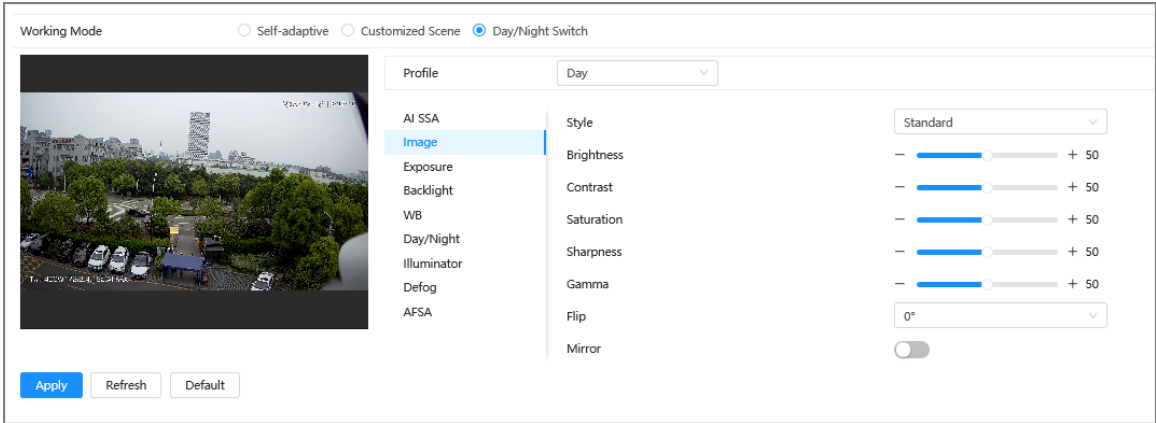 Working Mode Self-adaptive Customized Scene Day/Night Switch
Profile Day
AI SSA
Image
Exposure
Backlight
WB
Day/Night
Illuminator
Defog
AFSA
Style Standard
Brightness − + 50
Contrast − + 50
Saturation − + 50
Sharpness − + 50
Gamma − + 50
Flip 0°
Mirror
Apply Refresh Default